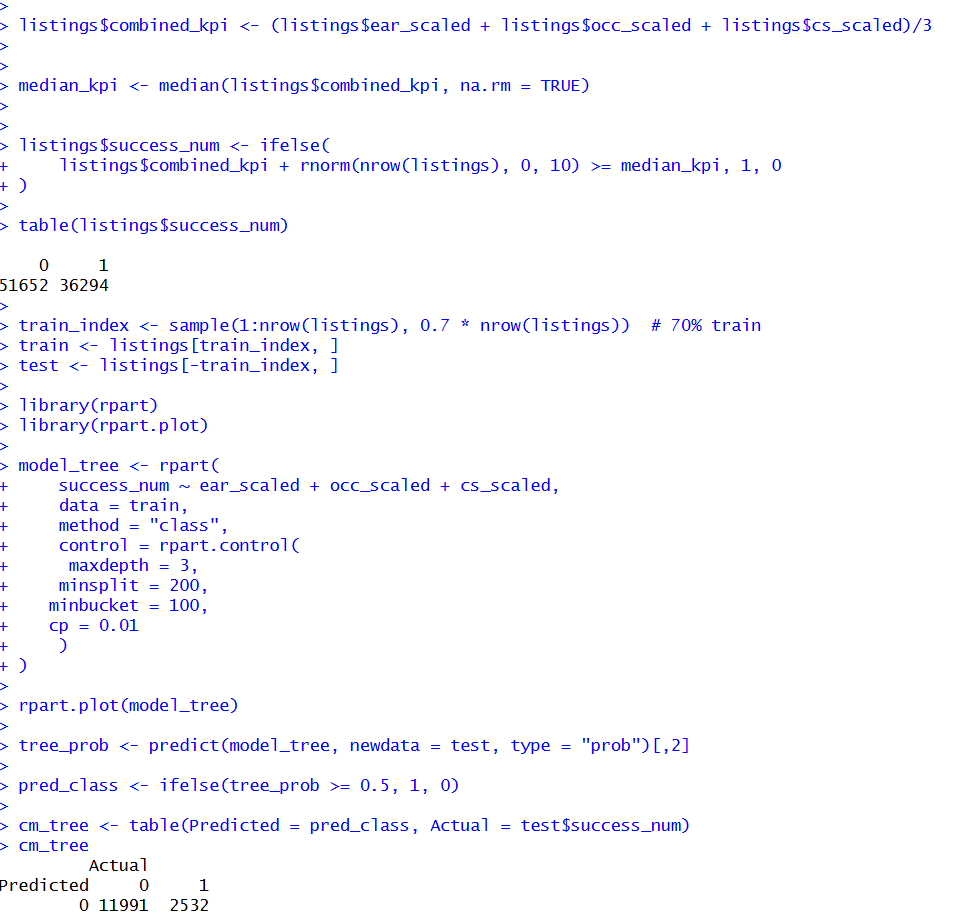 >
> listings$combined_kpi <- (listings$ear_scaled + listings$occ_scaled + listings$cs_scaled)/3
>
>
> median_kpi <- median(listings$combined_kpi, na.rm = TRUE)
>
>
> listings$success_num <- ifelse(
+     listings$combined_kpi + rnorm(nrow(listings), 0, 10) >= median_kpi, 1, 0
+ )
>
> table(listings$success_num)

    0     1
51652 36294
>
> train_index <- sample(1:nrow(listings), 0.7 * nrow(listings))  # 70% train
> train <- listings[train_index, ]
> test <- listings[-train_index, ]
>
> library(rpart)
> library(rpart.plot)
>
> model_tree <- rpart(
+     success_num ~ ear_scaled + occ_scaled + cs_scaled,
+     data = train,
+     method = "class",
+     control = rpart.control(
+      maxdepth = 3,
+     minsplit = 200,
+    minbucket = 100,
+    cp = 0.01
+     )
+ )
>
> rpart.plot(model_tree)
>
> tree_prob <- predict(model_tree, newdata = test, type = "prob")[,2]
>
> pred_class <- ifelse(tree_prob >= 0.5, 1, 0)
>
> cm_tree <- table(Predicted = pred_class, Actual = test$success_num)
> cm_tree
         Actual
Predicted     0     1
        0 11991  2532